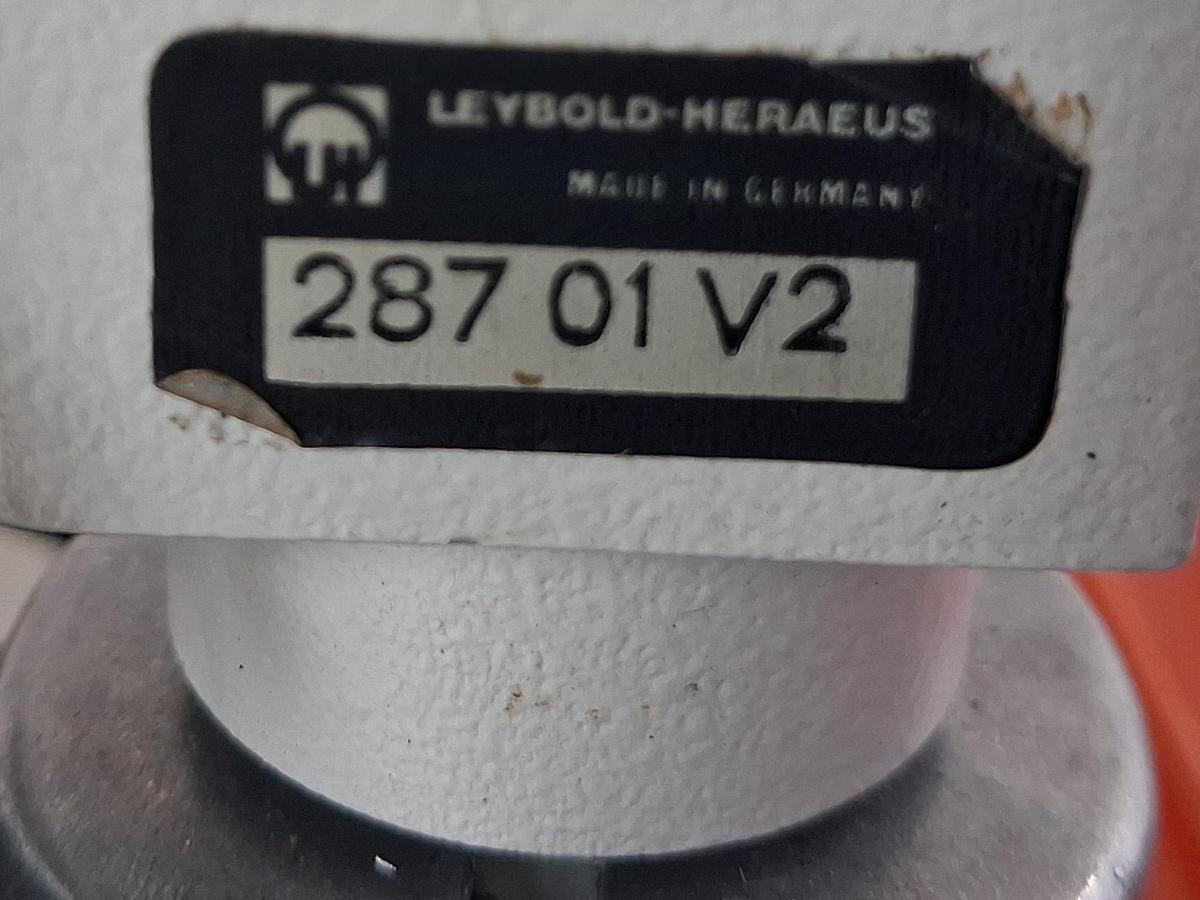 LEYBOLD-HERAEUS
MADE IN GERMANY
287 01 V2